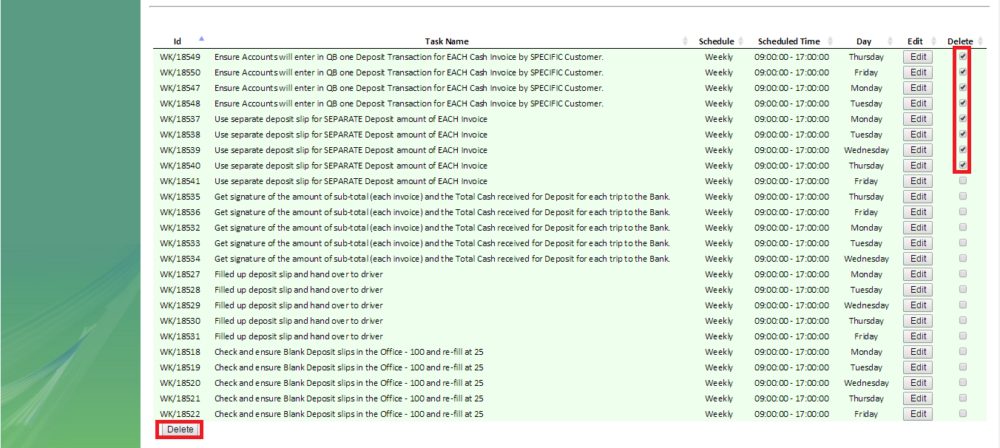 Id Task Name Schedule Scheduled Time Day Edit Delete
WK/18549 Ensure Accounts will enter in QB one Deposit Transaction for EACH Cash Invoice by SPECIFIC Customer. Weekly 09:00:00 - 17:00:00 Thursday Edit
WK/18550 Ensure Accounts will enter in QB one Deposit Transaction for EACH Cash Invoice by SPECIFIC Customer. Weekly 09:00:00 - 17:00:00 Friday Edit
WK/18547 Ensure Accounts will enter in QB one Deposit Transaction for EACH Cash Invoice by SPECIFIC Customer. Weekly 09:00:00 - 17:00:00 Monday Edit
WK/18548 Ensure Accounts will enter in QB one Deposit Transaction for EACH Cash Invoice by SPECIFIC Customer. Weekly 09:00:00 - 17:00:00 Tuesday Edit
WK/18537 Use separate deposit slip for SEPARATE Deposit amount of EACH Invoice Weekly 09:00:00 - 17:00:00 Monday Edit
WK/18538 Use separate deposit slip for SEPARATE Deposit amount of EACH Invoice Weekly 09:00:00 - 17:00:00 Tuesday Edit
WK/18539 Use separate deposit slip for SEPARATE Deposit amount of EACH Invoice Weekly 09:00:00 - 17:00:00 Wednesday Edit
WK/18540 Use separate deposit slip for SEPARATE Deposit amount of EACH Invoice Weekly 09:00:00 - 17:00:00 Thursday Edit
WK/18541 Use separate deposit slip for SEPARATE Deposit amount of EACH Invoice Weekly 09:00:00 - 17:00:00 Friday Edit
WK/18535 Get signature of the amount of sub-total (each invoice) and the Total Cash received for Deposit for each trip to the Bank. Weekly 09:00:00 - 17:00:00 Thursday Edit
WK/18536 Get signature of the amount of sub-total (each invoice) and the Total Cash received for Deposit for each trip to the Bank. Weekly 09:00:00 - 17:00:00 Friday Edit
WK/18532 Get signature of the amount of sub-total (each invoice) and the Total Cash received for Deposit for each trip to the Bank. Weekly 09:00:00 - 17:00:00 Monday Edit
WK/18533 Get signature of the amount of sub-total (each invoice) and the Total Cash received for Deposit for each trip to the Bank. Weekly 09:00:00 - 17:00:00 Tuesday Edit
WK/18534 Get signature of the amount of sub-total (each invoice) and the Total Cash received for Deposit for each trip to the Bank. Weekly 09:00:00 - 17:00:00 Wednesday Edit
WK/18527 Filled up deposit slip and hand over to driver Weekly 09:00:00 - 17:00:00 Monday Edit
WK/18528 Filled up deposit slip and hand over to driver Weekly 09:00:00 - 17:00:00 Tuesday Edit
WK/18529 Filled up deposit slip and hand over to driver Weekly 09:00:00 - 17:00:00 Wednesday Edit
WK/18530 Filled up deposit slip and hand over to driver Weekly 09:00:00 - 17:00:00 Thursday Edit
WK/18531 Filled up deposit slip and hand over to driver Weekly 09:00:00 - 17:00:00 Friday Edit
WK/18518 Check and ensure Blank Deposit slips in the Office - 100 and re-fill at 25 Weekly 09:00:00 - 17:00:00 Monday Edit
WK/18519 Check and ensure Blank Deposit slips in the Office - 100 and re-fill at 25 Weekly 09:00:00 - 17:00:00 Tuesday Edit
WK/18520 Check and ensure Blank Deposit slips in the Office - 100 and re-fill at 25 Weekly 09:00:00 - 17:00:00 Wednesday Edit
WK/18521 Check and ensure Blank Deposit slips in the Office - 100 and re-fill at 25 Weekly 09:00:00 - 17:00:00 Thursday Edit
WK/18522 Check and ensure Blank Deposit slips in the Office - 100 and re-fill at 25 Weekly 09:00:00 - 17:00:00 Friday Edit
Delete